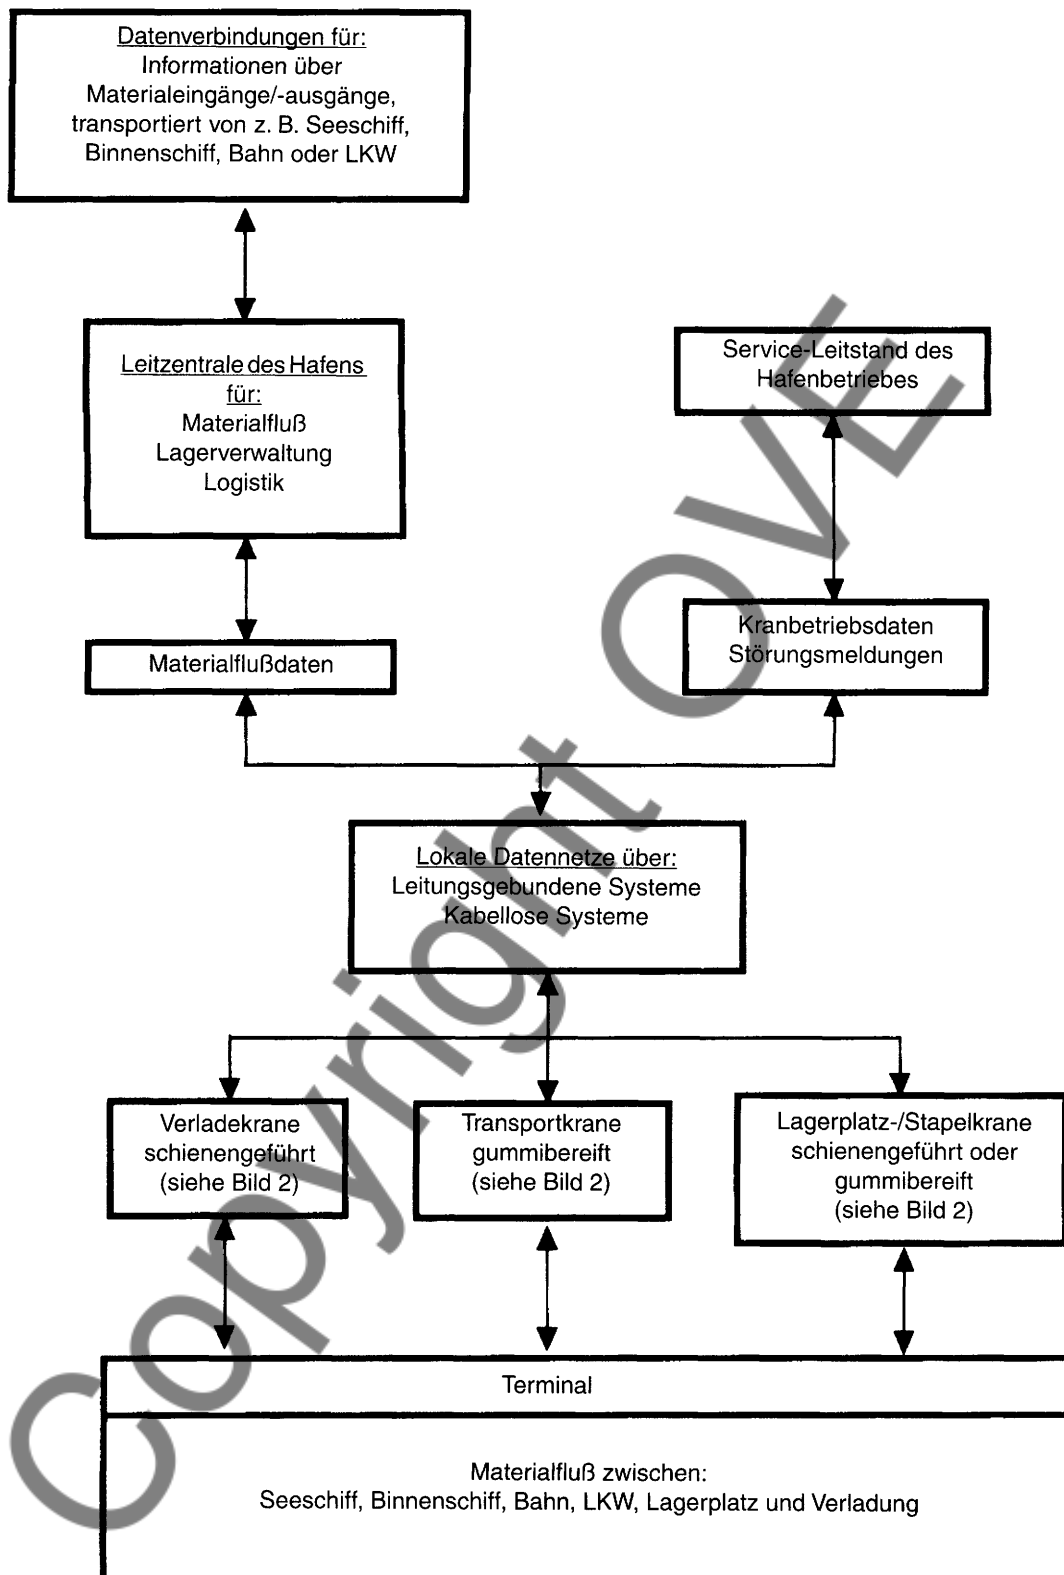 Datenverbindungen für:
Informationen über
Materialeingänge/-ausgänge,
transportiert von z. B. Seeschiff,
Binnenschiff, Bahn oder LKW
Leitzentrale des Hafens
für:
Materialfluß
Lagerverwaltung
Logistik
Service-Leitstand des
Hafenbetriebes
Materialflußdaten
Kranbetriebsdaten
Störungsmeldungen
Lokale Datennetze über:
Leitungsgebundene Systeme
Kabellose Systeme
Verladekrane
schienengeführt
(siehe Bild 2)
Transportkrane
gummibereift
(siehe Bild 2)
Lagerplatz-/Stapelkrane
schienengeführt oder
gummibereift
(siehe Bild 2)
Terminal
Materialfluß zwischen:
Seeschiff, Binnenschiff, Bahn, LKW, Lagerplatz und Verladung
Copyright OVE